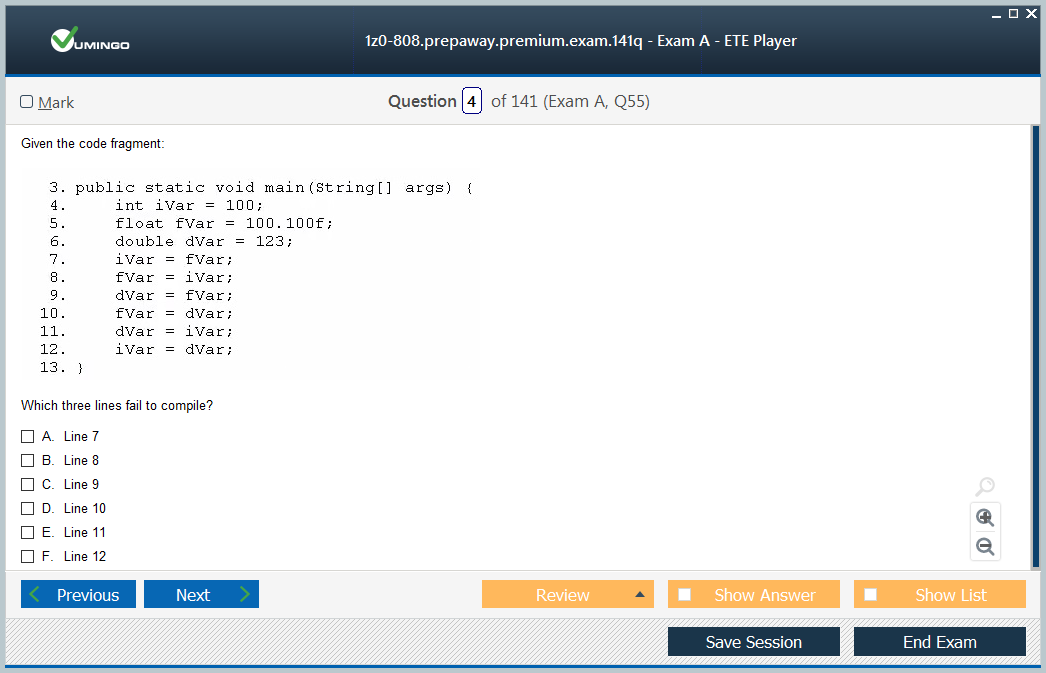 VUMINGO
1z0-808.prepaway.premium.exam.141q - Exam A - ETE Player
Mark
Question 4 of 141 (Exam A, Q55)
Given the code fragment:
3. public static void main(String[] args) {
4. int iVar = 100;
5. float fVar = 100.100f;
6. double dVar = 123;
7. iVar = fVar;
8. fVar = iVar;
9. dVar = fVar;
10. fVar = dVar;
11. dVar = iVar;
12. iVar = dVar;
13. }
Which three lines fail to compile?
A. Line 7
B. Line 8
C. Line 9
D. Line 10
E. Line 11
F. Line 12
Previous Next Review Show Answer Show List
Save Session End Exam